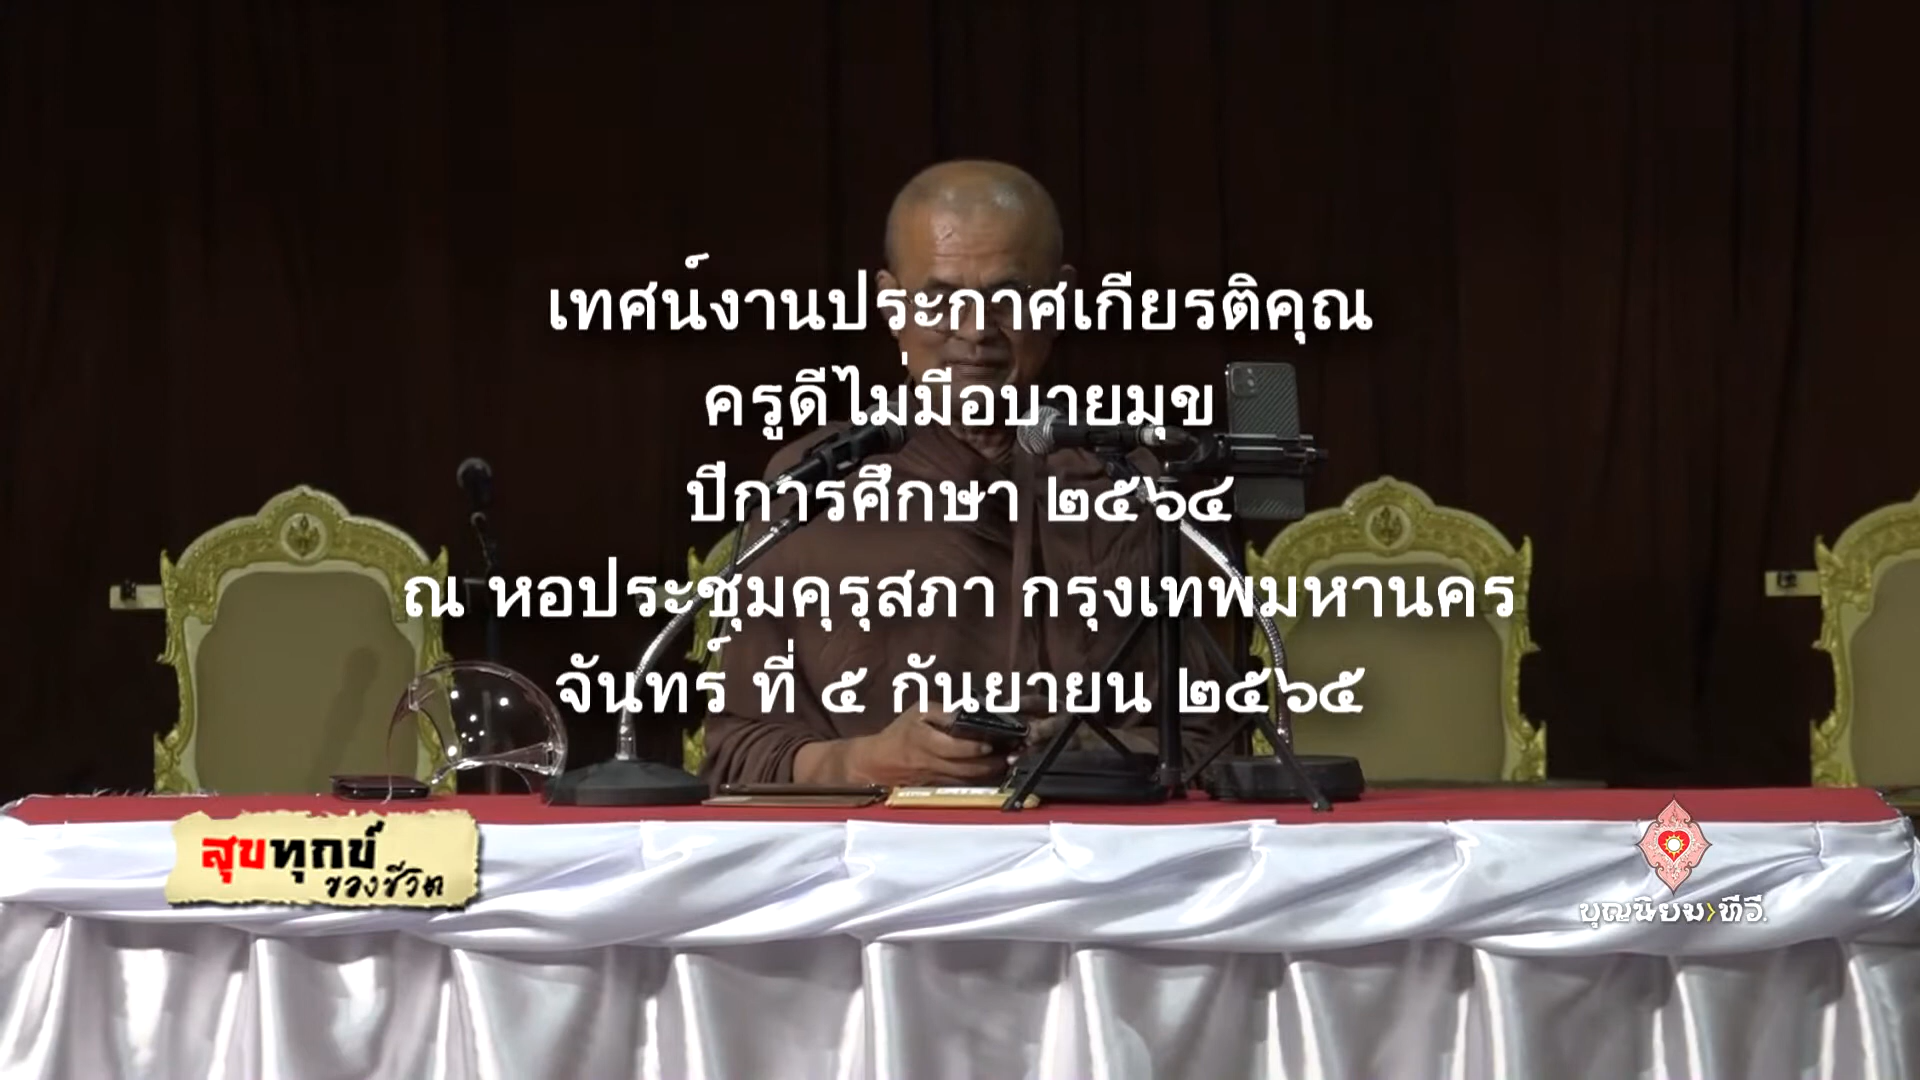 เทศน์งานประกาศเกียรติคุณ
ครูดีไม่มีอบายมุข
ปีการศึกษา ๒๕๖๔
ณ หอประชุมคุรุสภา กรุงเทพมหานคร
จันทร์ ที่ ๕ กันยายน ๒๕๖๕
สุขทุกข์
ของชีวิต
บุญนิยม>ทีวี.